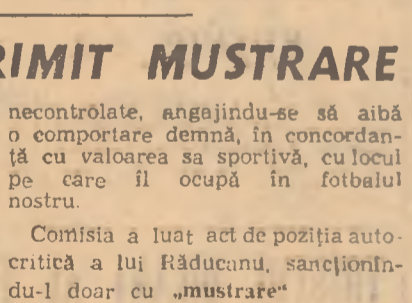 RIMIT MUSTRARE
necontrolate, angajindu-se să aibă
o comportare demnă, în concordan-
ță cu valoarea sa sportivă, cu locul
pe care îl ocupă în fotbalul
nostru.
Comisia a luat act de poziția auto-
critică a lui Răducanu, sancționîn-
du-l doar cu „mustrare"